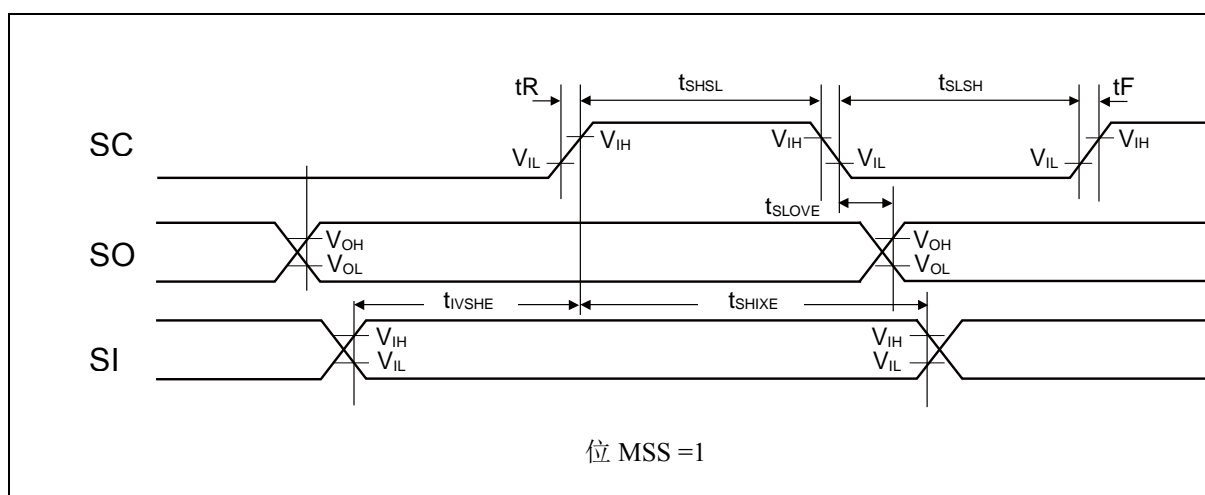 tR
tSHSL
tSLSH
tF
SC
VIH
VIH
VIH
VIL
VIL
VIL
tSLOVE
SO
VOH
VOL
VOH
VOL
tIVSHE
tSHIXE
SI
VIH
VIL
VIH
VIL
位 MSS =1